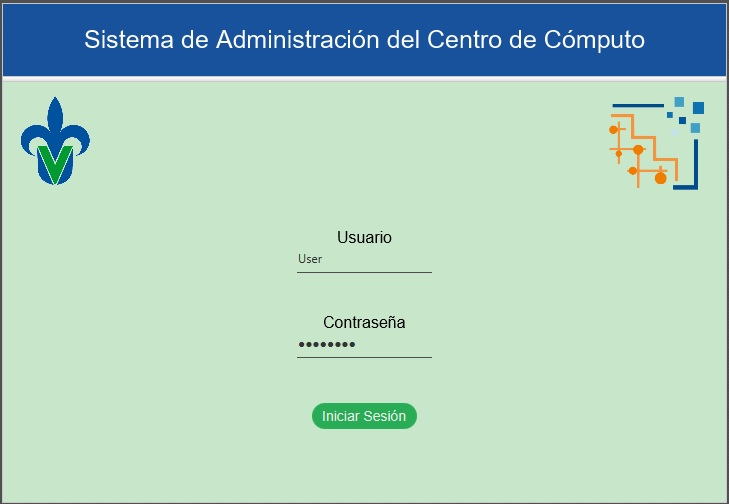 Sistema de Administración del Centro de Cómputo
Usuario
User
Contraseña
••••••••
Iniciar Sesión